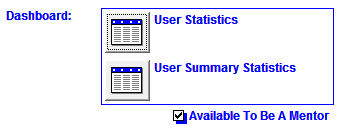 Dashboard:
User Statistics
User Summary Statistics
Available To Be A Mentor